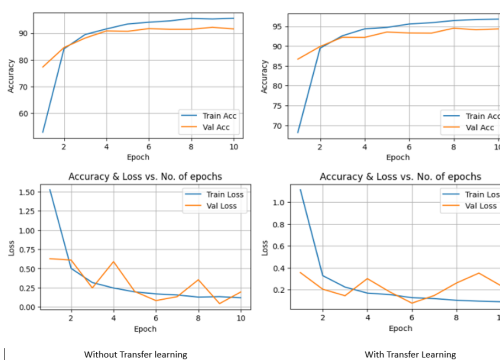 90
80
70
60
Accuracy
Train Acc
Val Acc
2
4
6
8
10
Epoch
95
90
85
80
75
70
Accuracy
Train Acc
Val Acc
2
4
6
8
10
Epoch
Accuracy & Loss vs. No. of epochs
1.50
1.25
1.00
0.75
0.50
0.25
0.00
Loss
Train Loss
Val Loss
2
4
6
8
10
Epoch
Accuracy & Loss vs. No. of epochs
1.0
0.8
0.6
0.4
0.2
Loss
Train Loss
Val Loss
2
4
6
8
10
Epoch
Without Transfer learning
With Transfer Learning